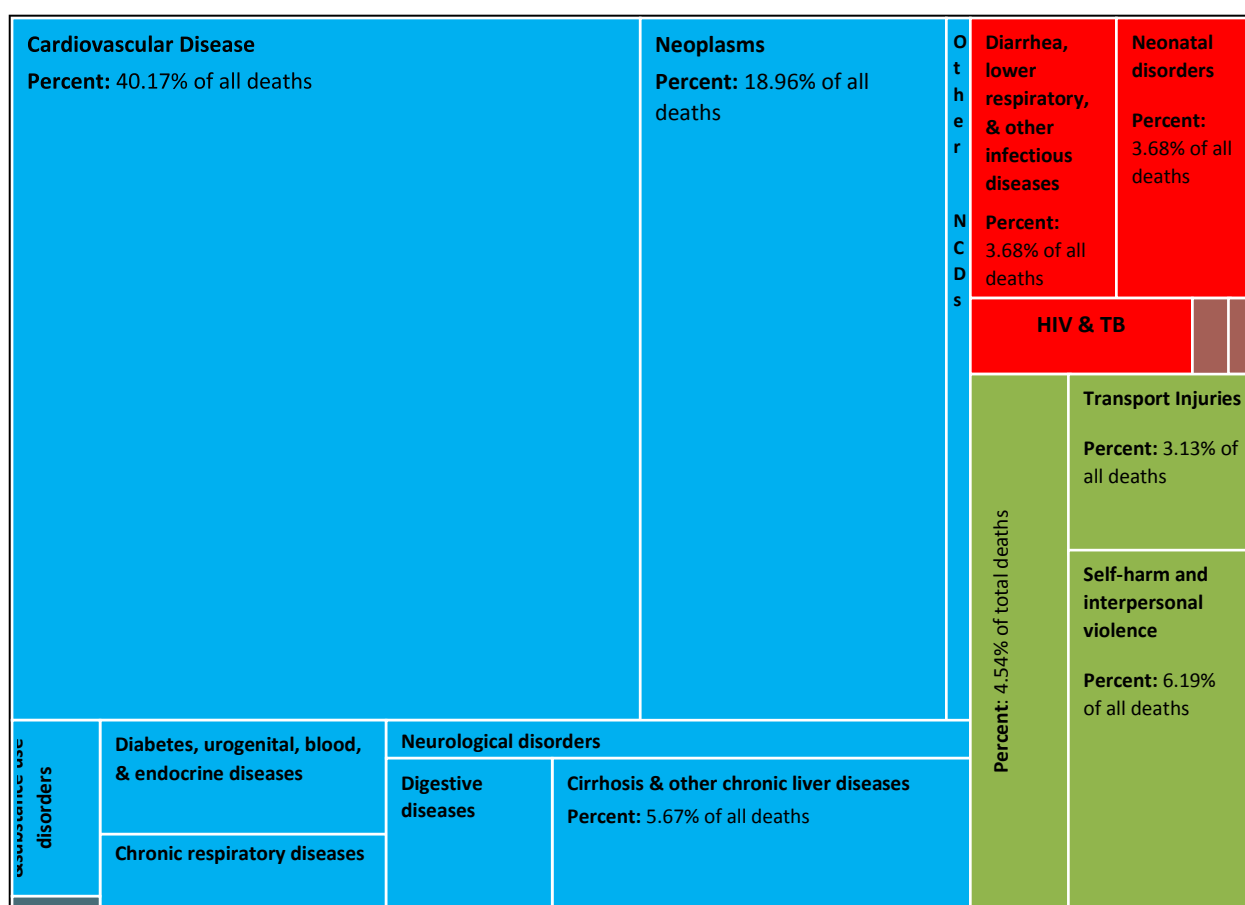 Cardiovascular Disease
Percent: 40.17% of all deaths
Neoplasms
Percent: 18.96% of all
deaths
Other NCDs
Diarrhea,
lower
respiratory,
& other
infectious
diseases
Percent:
3.68% of all
deaths
Neonatal
disorders
Percent:
3.68% of all
deaths
HIV & TB
Percent: 4.54% of total deaths
Transport Injuries
Percent: 3.13% of
all deaths
Self-harm and
interpersonal
violence
Percent: 6.19%
of all deaths
&substance use
disorders
Diabetes, urogenital, blood,
& endocrine diseases
Chronic respiratory diseases
Neurological disorders
Digestive
diseases
Cirrhosis & other chronic liver diseases
Percent: 5.67% of all deaths